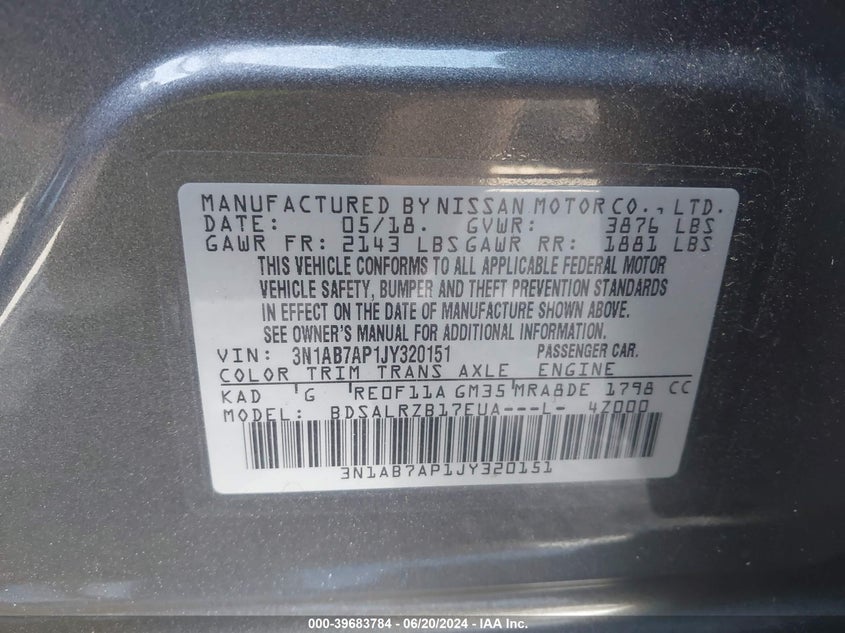 MANUFACTURED BY NISSAN MOTOR CO., LTD.
DATE: 05/18. GVWR: 3876 LBS
GAWR FR: 2143 LBS GAWR RR: 1881 LBS
THIS VEHICLE CONFORMS TO ALL APPLICABLE FEDERAL MOTOR
VEHICLE SAFETY, BUMPER AND THEFT PREVENTION STANDARDS
IN EFFECT ON THE DATE OF MANUFACTURE SHOWN ABOVE.
SEE OWNER'S MANUAL FOR ADDITIONAL INFORMATION.
VIN: 3N1AB7AP1JY320151 PASSENGER CAR.
COLOR TRIM TRANS AXLE ENGINE
KAD G RE0F11A GM35 MRA8DE 1798 CC
MODEL: BDSALRZB17EUA---L- 4Z000
3N1AB7AP1JY320151
000-39683784 - 06/20/2024 - IAA Inc.